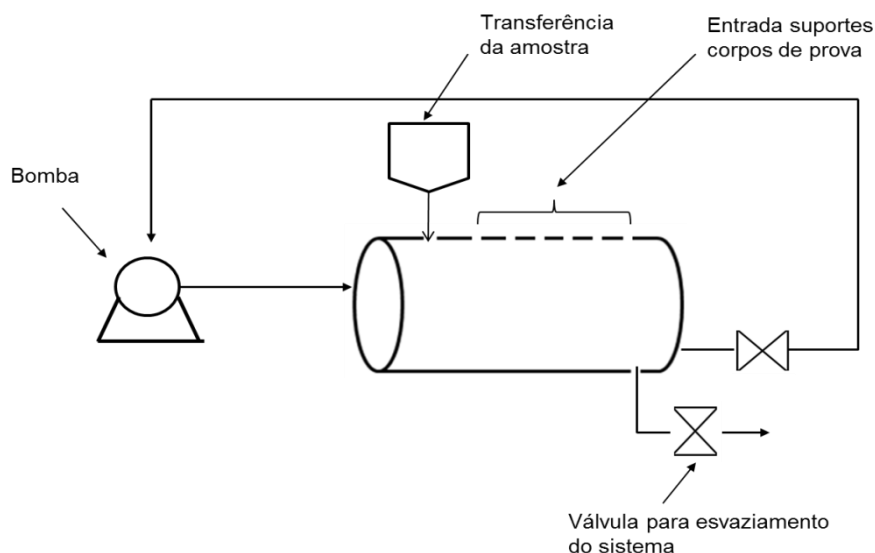 Transferência
da amostra
Entrada suportes
corpos de prova
Bomba
Válvula para esvaziamento
do sistema